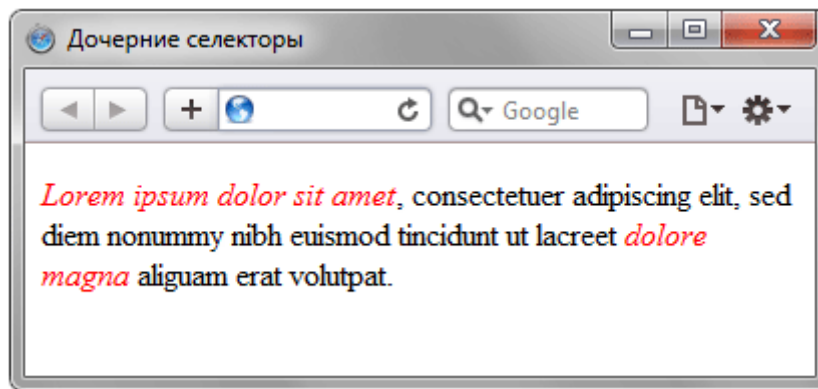 Дочерние селекторы
Google
Lorem ipsum dolor sit amet, consectetuer adipiscing elit, sed
diem nonummy nibh euismod tincidunt ut lacreet dolore
magna aliguam erat volutpat.